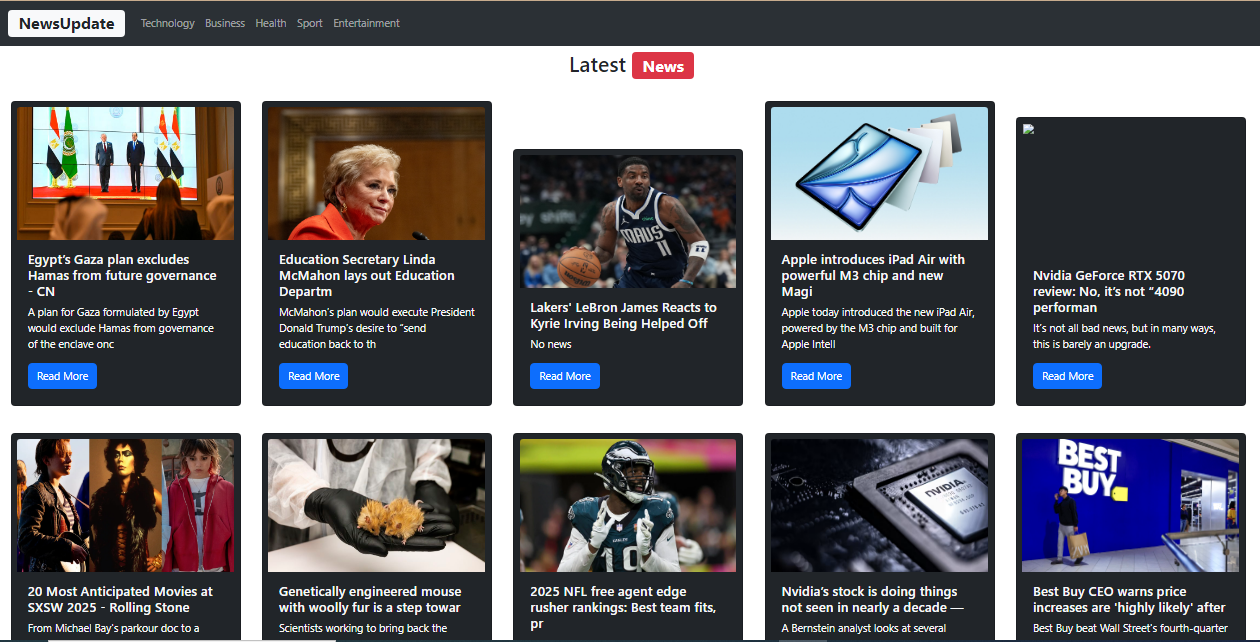 NewsUpdate Technology Business Health Sport Entertainment
Latest News
Egypt's Gaza plan excludes
Hamas from future governance
- CN
A plan for Gaza formulated by Egypt
would exclude Hamas from governance
of the enclave onc
Read More
Education Secretary Linda
McMahon lays out Education
Departm
McMahon's plan would execute President
Donald Trump's desire to "send
education back to th
Read More
MAVS
11
Lakers' LeBron James Reacts to
Kyrie Irving Being Helped Off
No news
Read More
Apple introduces iPad Air with
powerful M3 chip and new
Magi
Apple today introduced the new iPad Air,
powered by the M3 chip and built for
Apple Intell
Read More
Nvidia GeForce RTX 5070
review: No, it's not “4090
performan
It's not all bad news, but in many ways,
this is barely an upgrade.
Read More
20 Most Anticipated Movies at
SXSW 2025 - Rolling Stone
From Michael Bay's parkour doc to a
Genetically engineered mouse
with woolly fur is a step towar
Scientists working to bring back the
EAGLES
10
2025 NFL free agent edge
rusher rankings: Best team fits,
pr
NVIDIA
Nvidia's stock is doing things
not seen in nearly a decade —
A Bernstein analyst looks at several
BEST
BUY
Best Buy CEO warns price
increases are 'highly likely' after
Best Buy beat Wall Street's fourth-quarter